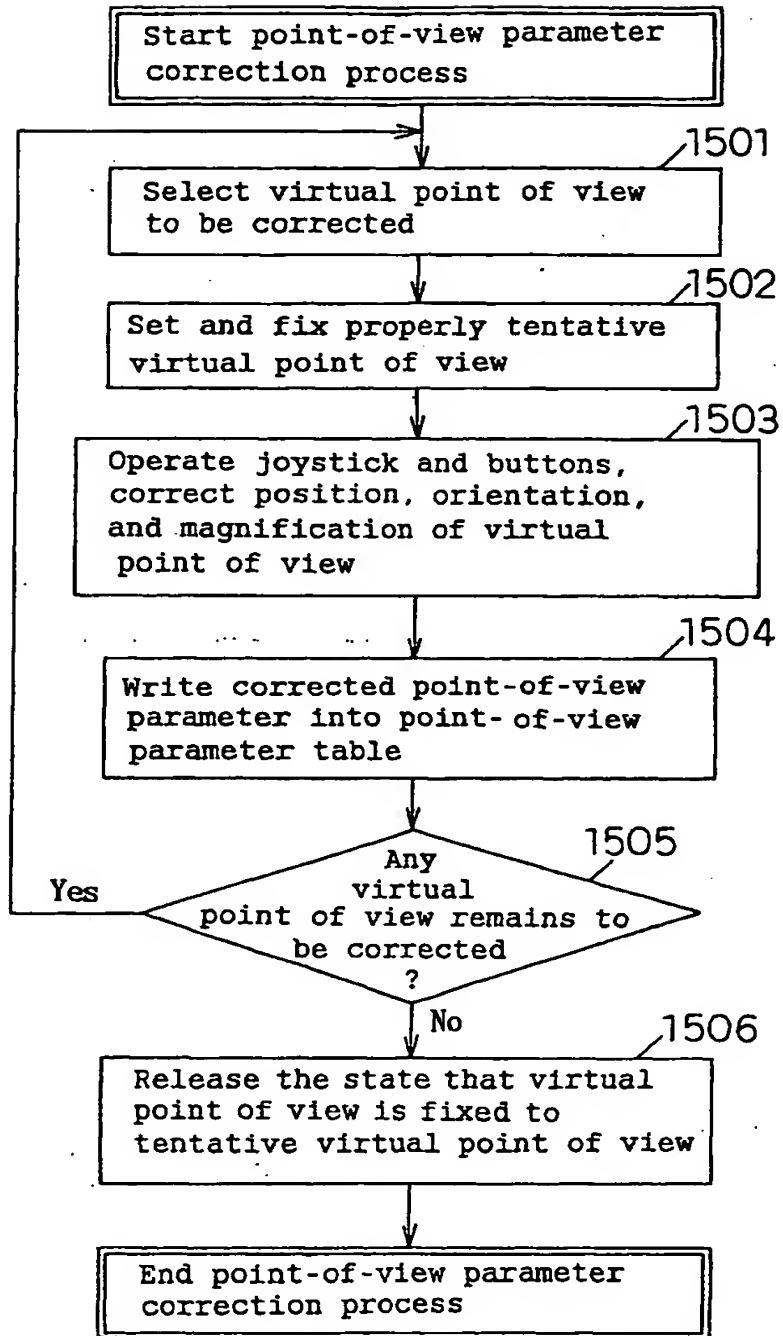 Start point-of-view parameter
correction process
1501
Select virtual point of view
to be corrected
1502
Set and fix properly tentative
virtual point of view
1503
Operate joystick and buttons,
correct position, orientation,
and magnification of virtual
point of view
1504
Write corrected point-of-view
parameter into point-of-view
parameter table
1505
Any
virtual
point of view remains to
be corrected
?
Yes
No
1506
Release the state that virtual
point of view is fixed to
tentative virtual point of view
End point-of-view parameter
correction process